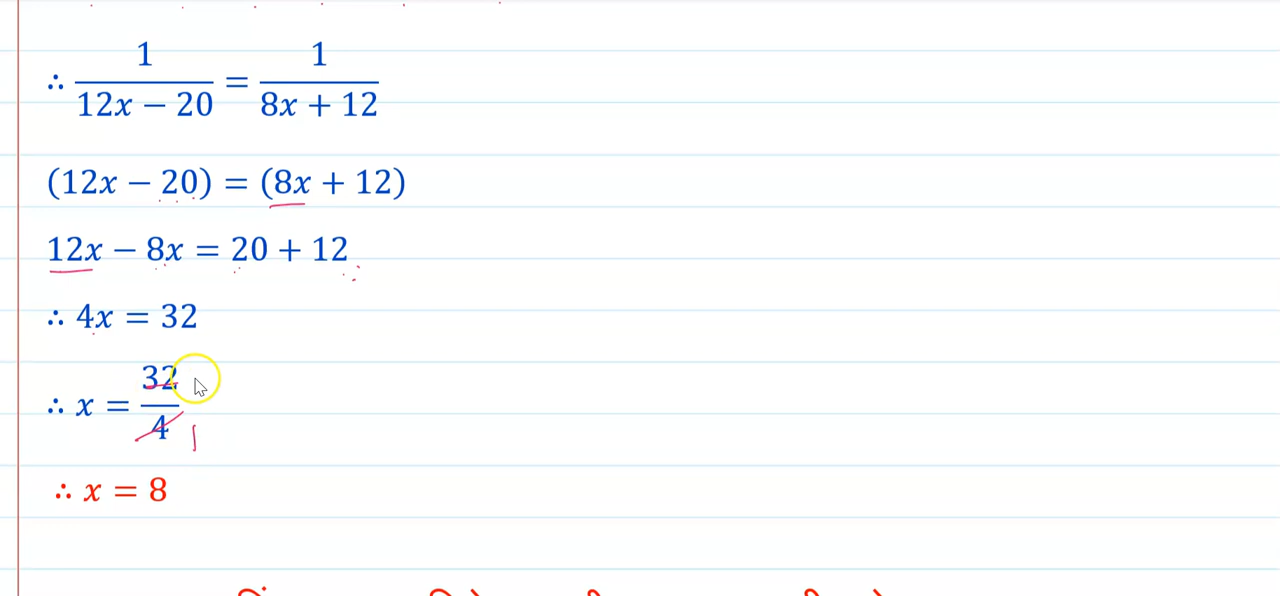 ∴ 1/(12x − 20) = 1/(8x + 12)
(12x − 20) = (8x + 12)
12x − 8x = 20 + 12
∴ 4x = 32
∴ x = 32/4 1
∴ x = 8